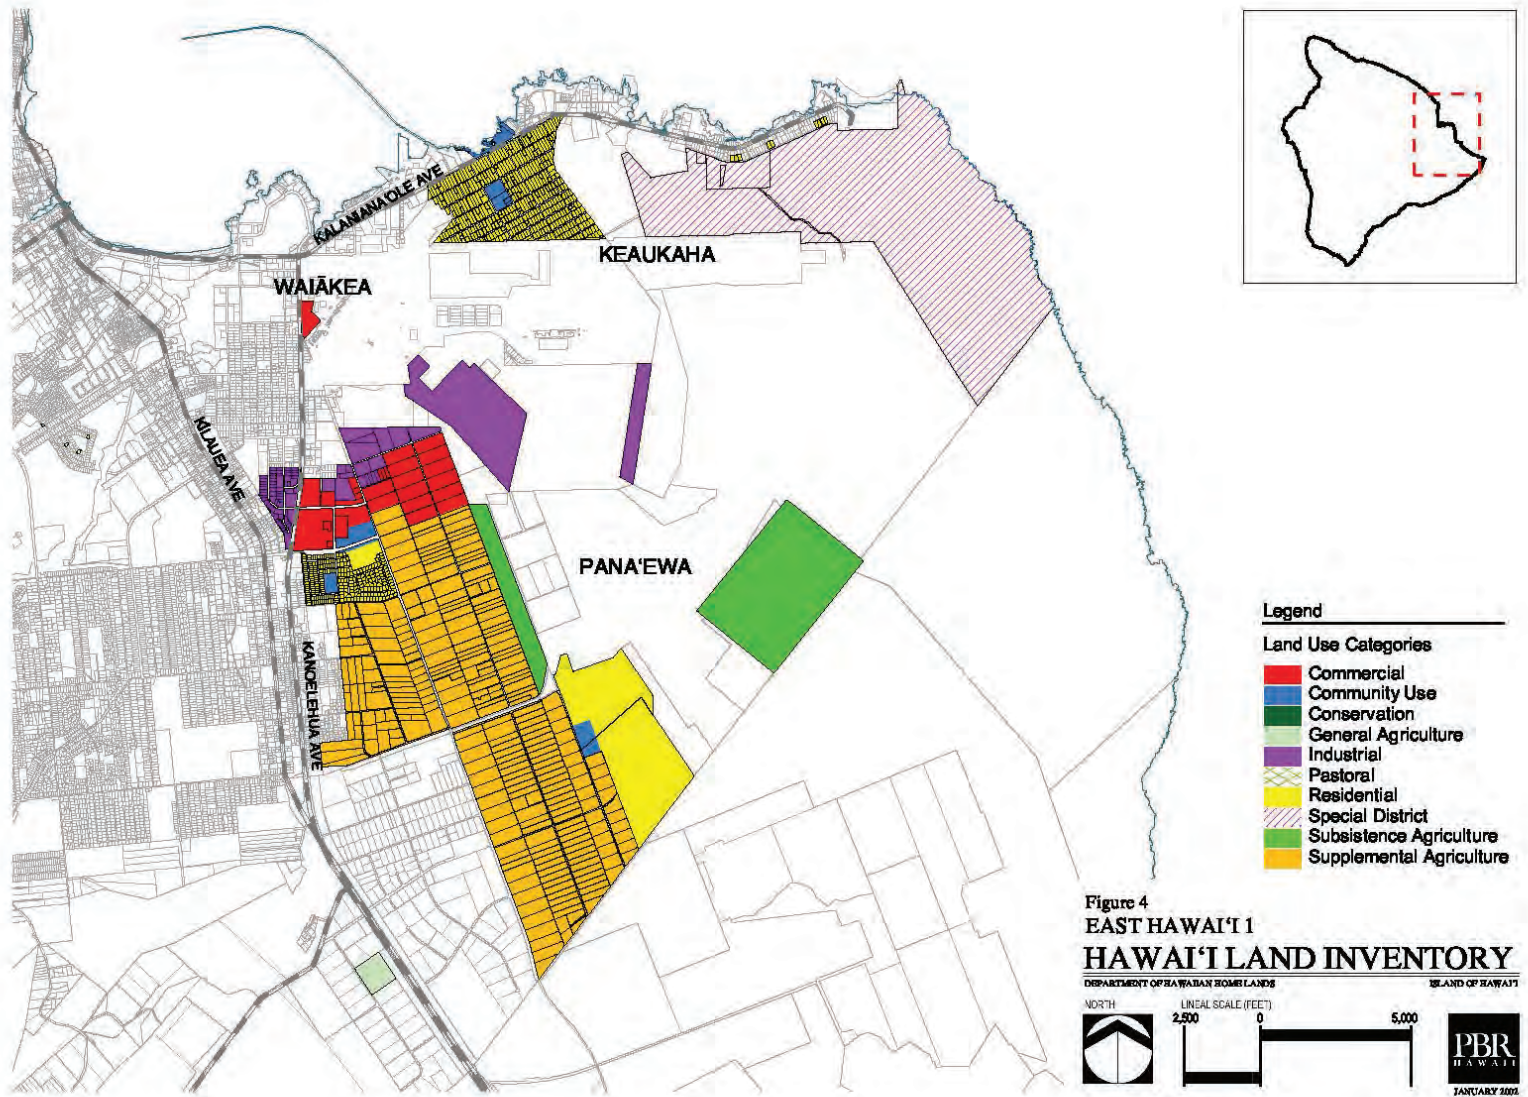 KALANIANA'OLE AVE
KEAUKAHA
WAIĀKEA
KILAUEA AVE
PANA'EWA
KANOELEHUA AVE
Legend
Land Use Categories
Commercial
Community Use
Conservation
General Agriculture
Industrial
Pastoral
Residential
Special District
Subsistence Agriculture
Supplemental Agriculture
Figure 4
EAST HAWAI'I 1
HAWAI'I LAND INVENTORY
DEPARTMENT OF HAWAIIAN HOME LANDS ISLAND OF HAWAI'I
NORTH LINEAL SCALE (FEET)
2,500 0 5,000
PBR
HAWAII
JANUARY 2002